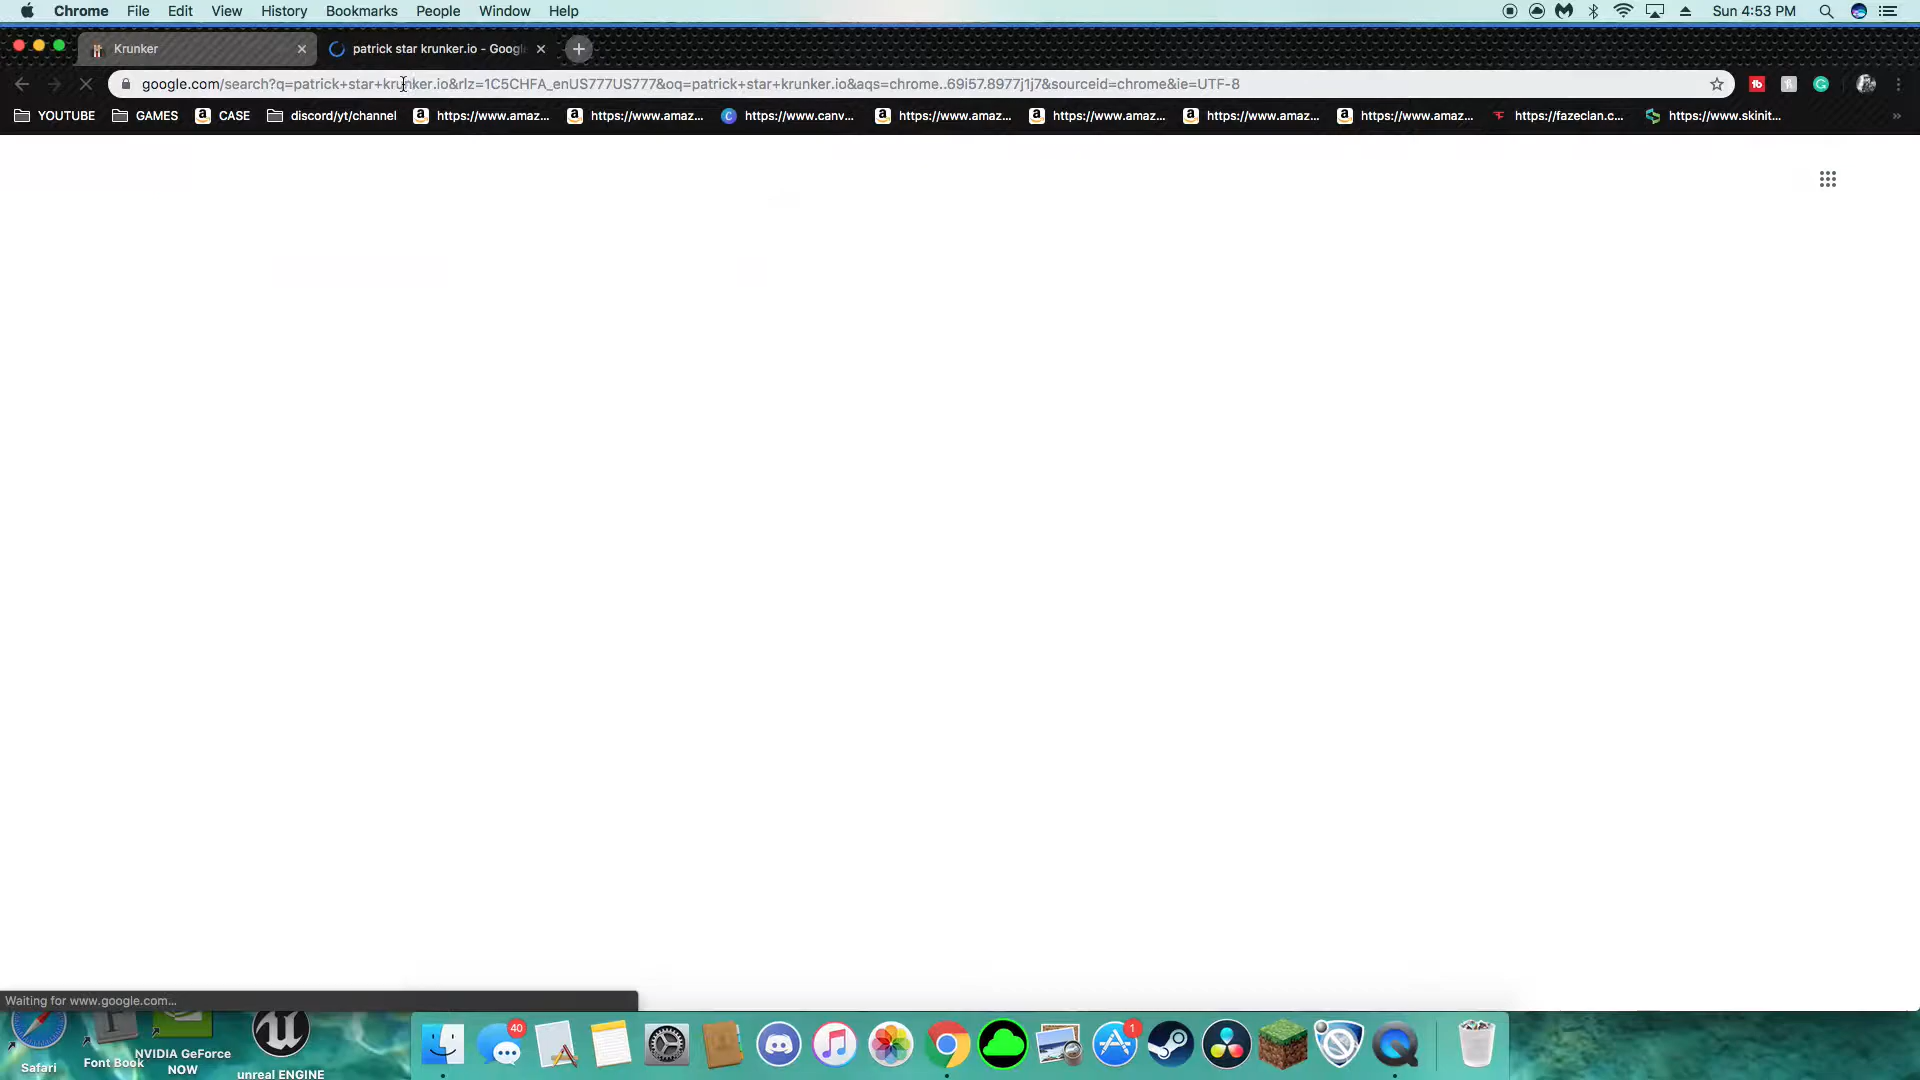 Chrome File Edit View History Bookmarks People Window Help Sun 4:53 PM
Krunker patrick star krunker.io - Googl
google.com/search?q=patrick+star+krunker.io&rlz=1C5CHFA_enUS777US777&oq=patrick+star+krunker.io&aqs=chrome..69i57.8977j1j7&sourceid=chrome&ie=UTF-8
YOUTUBE GAMES CASE discord/yt/channel https://www.amaz... https://www.amaz... https://www.canv... https://www.amaz... https://www.amaz... https://www.amaz... https://www.amaz... https://fazeclan.c... https://www.skinit...
Waiting for www.google.com...
40
1
Safari
Font Book
NVIDIA GeForce
NOW
unreal ENGINE